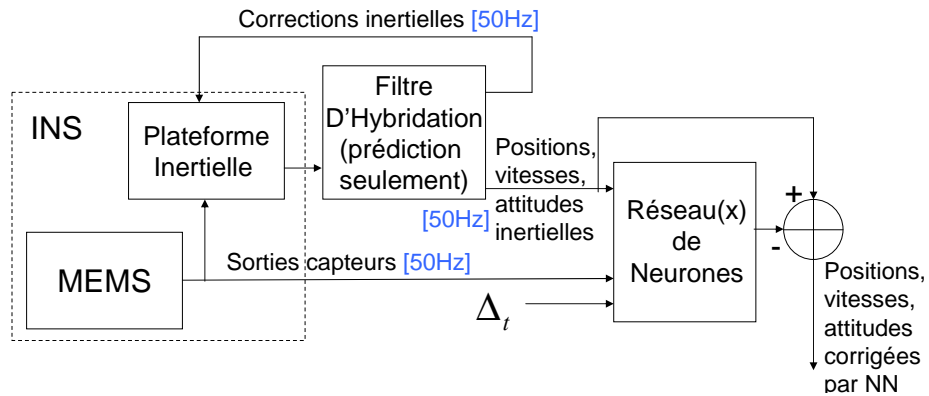 Corrections inertielles [50Hz]
INS
Plateforme
Inertielle
Filtre
D'Hybridation
(prédiction
seulement)
Positions,
vitesses,
attitudes
inertielles
[50Hz]
MEMS
Sorties capteurs [50Hz]
Δt
Réseau(x)
de
Neurones
+
-
Positions,
vitesses,
attitudes
corrigées
par NN